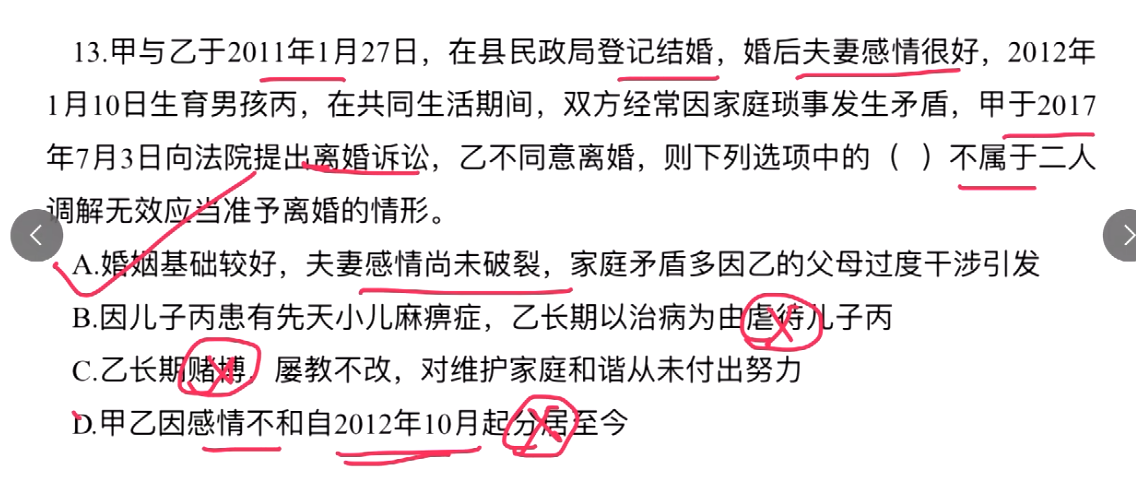 13.甲与乙于2011年1月27日，在县民政局登记结婚，婚后夫妻感情很好，2012年
1月10日生育男孩丙，在共同生活期间，双方经常因家庭琐事发生矛盾，甲于2017
年7月3日向法院提出离婚诉讼，乙不同意离婚，则下列选项中的（ ）不属于二人
调解无效应当准予离婚的情形。
A.婚姻基础较好，夫妻感情尚未破裂，家庭矛盾多因乙的父母过度干涉引发
B.因儿子丙患有先天小儿麻痹症，乙长期以治病为由虐待儿子丙
C.乙长期赌博，屡教不改，对维护家庭和谐从未付出努力
D.甲乙因感情不和自2012年10月起分居至今